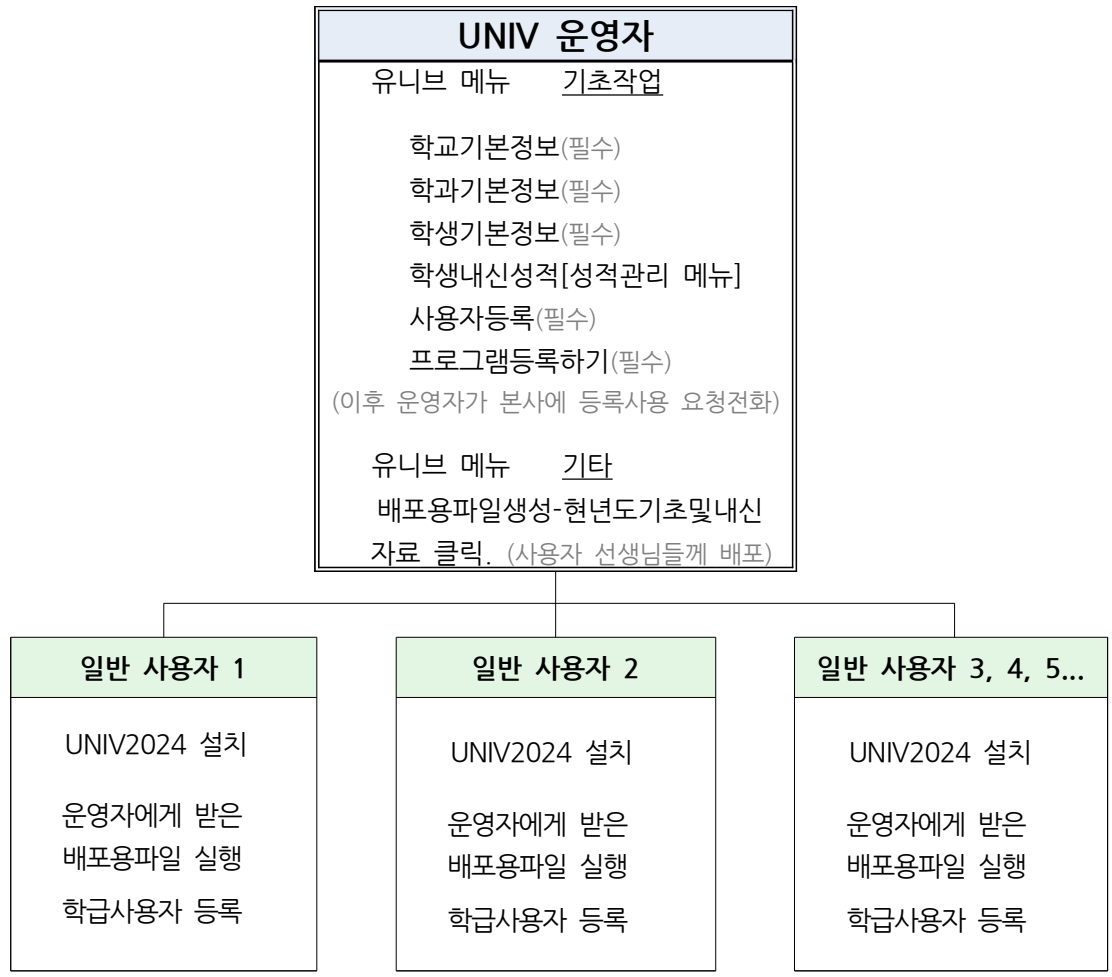 UNIV 운영자
유니브 메뉴 기초작업
학교기본정보(필수)
학과기본정보(필수)
학생기본정보(필수)
학생내신성적[성적관리 메뉴]
사용자등록(필수)
프로그램등록하기(필수)
(이후 운영자가 본사에 등록사용 요청전화)
유니브 메뉴 기타
배포용파일생성-현년도기초및내신
자료 클릭. (사용자 선생님들께 배포)
일반 사용자 1
UNIV2024 설치
운영자에게 받은
배포용파일 실행
학급사용자 등록
일반 사용자 2
UNIV2024 설치
운영자에게 받은
배포용파일 실행
학급사용자 등록
일반 사용자 3, 4, 5...
UNIV2024 설치
운영자에게 받은
배포용파일 실행
학급사용자 등록